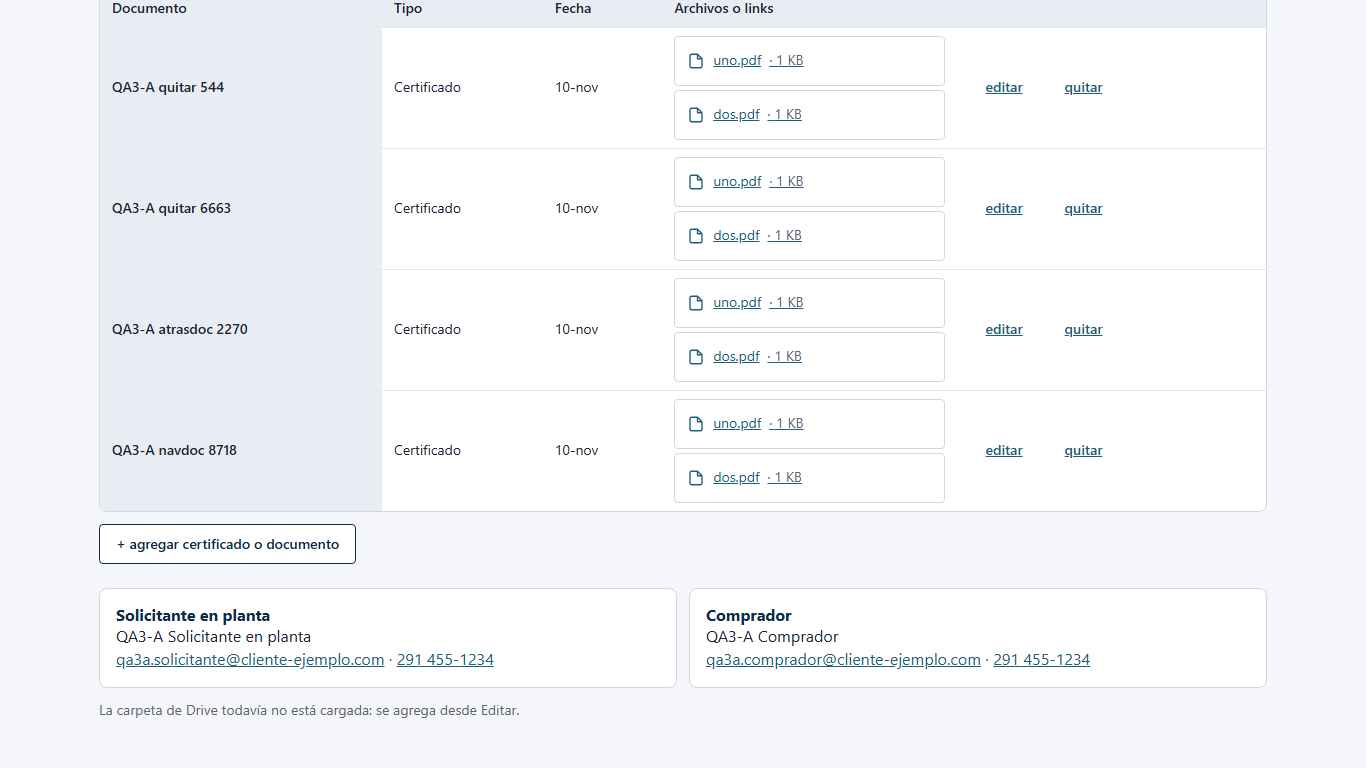 Documento Tipo Fecha Archivos o links
QA3-A quitar 544 Certificado 10-nov uno.pdf · 1 KB editar quitar
dos.pdf · 1 KB
QA3-A quitar 6663 Certificado 10-nov uno.pdf · 1 KB editar quitar
dos.pdf · 1 KB
QA3-A atrasdoc 2270 Certificado 10-nov uno.pdf · 1 KB editar quitar
dos.pdf · 1 KB
QA3-A navdoc 8718 Certificado 10-nov uno.pdf · 1 KB editar quitar
dos.pdf · 1 KB
+ agregar certificado o documento
Solicitante en planta
QA3-A Solicitante en planta
qa3a.solicitante@cliente-ejemplo.com · 291 455-1234
Comprador
QA3-A Comprador
qa3a.comprador@cliente-ejemplo.com · 291 455-1234
La carpeta de Drive todavía no está cargada: se agrega desde Editar.